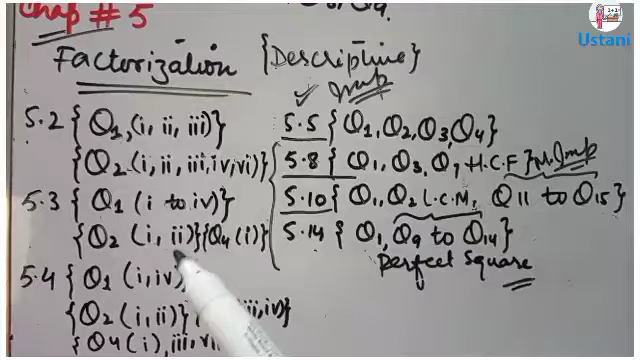 Chap # 5
Ustani
Factorization {Descriptive}
✓ Imp
5.2 { Q1, (i, ii, iii)}
{Q2 (i, ii, iii, iv, vi)}
5.3 { Q1 (i to iv)}
{Q2 (i, ii)} {Q4 (i)}
5.4 { Q1 (i, iv)
{Q2 (i, ii)} iii, iv)}
{Q4 (i), iii, vi
5.5 {Q1, Q2, Q3, Q4}
5.8 { Q1, Q3, Q7 H.C.F} M.Imp
5.10 { Q1, Q2 L.C.M, Q11 to Q15}
5.14 { Q1, Q9 to Q14}
Perfect Square